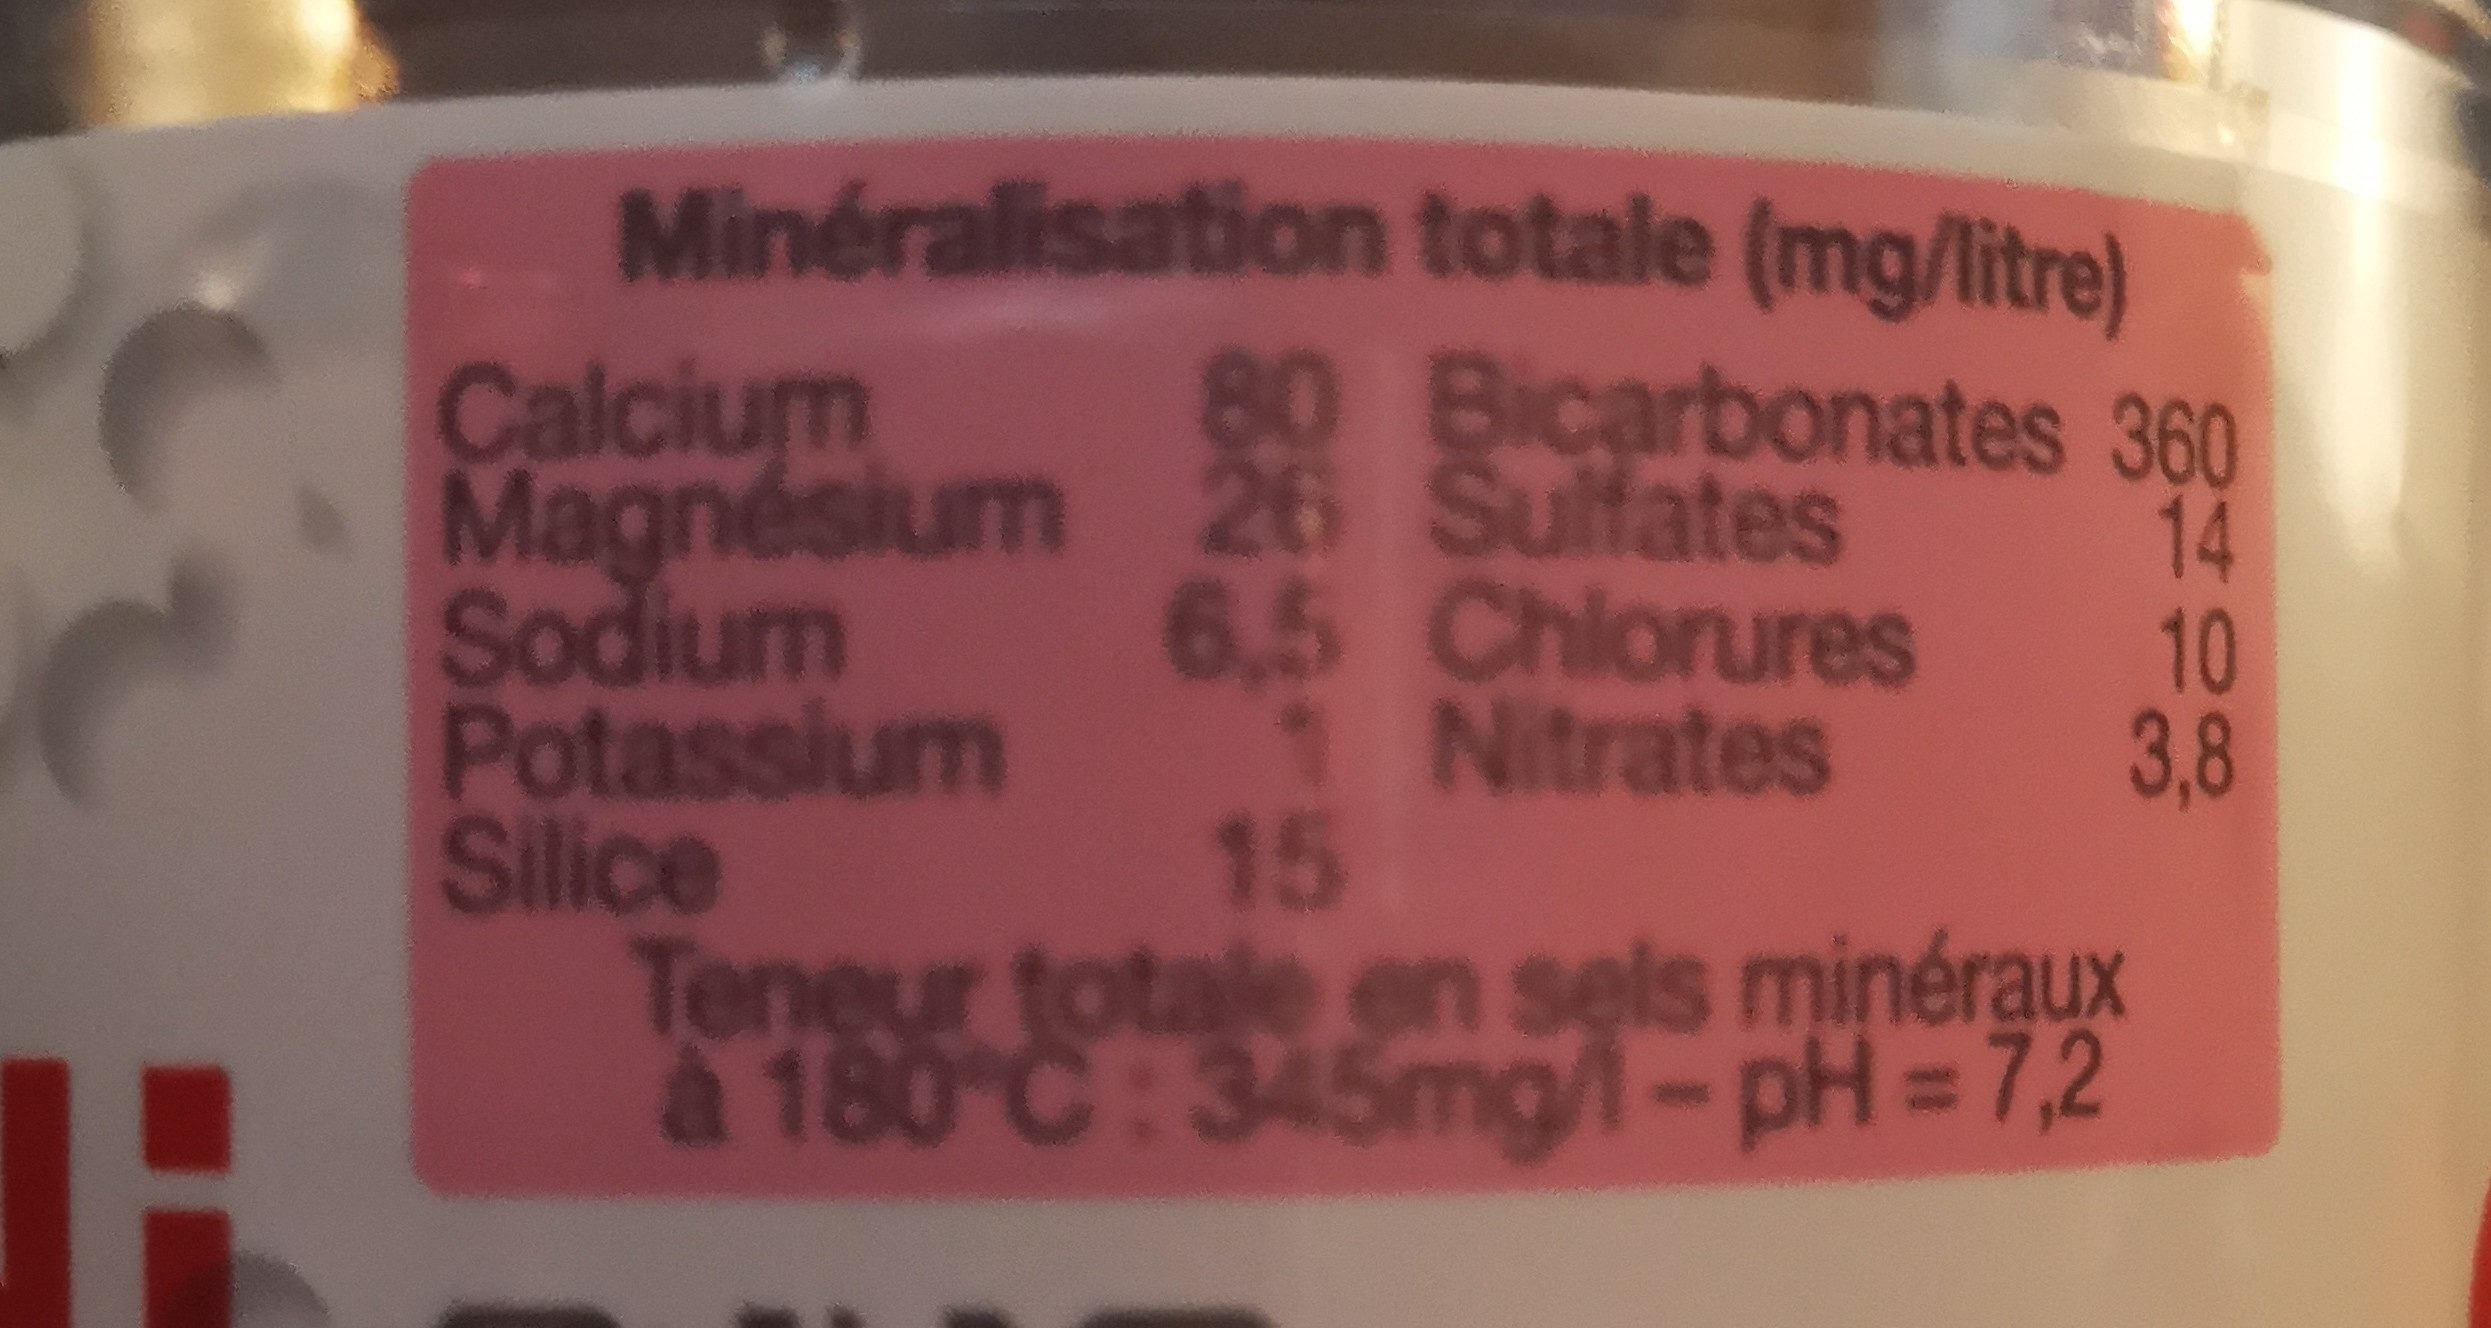 Minéralisation totale (mg/litre)
Calcium 80 Bicarbonates 360
Magnésium 26 Sulfates 14
Sodium 6,5 Chlorures 10
Potassium 1 Nitrates 3,8
Silice 15
Teneur totale en sels minéraux
à 180°C : 345mg/l – pH = 7,2